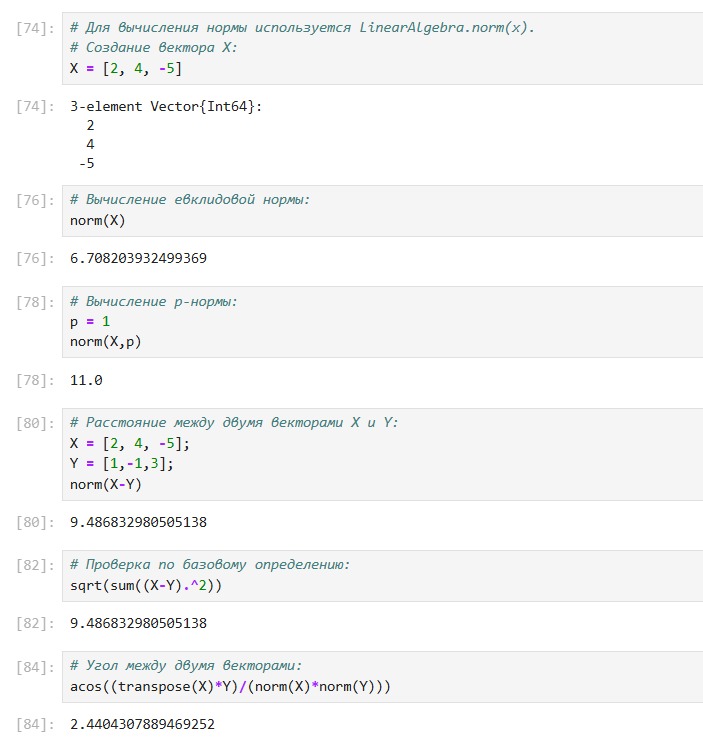 [74]: # Для вычисления нормы используется LinearAlgebra.norm(x).
# Создание вектора X:
X = [2, 4, -5]
[74]: 3-element Vector{Int64}:
2
4
-5
[76]: # Вычисление евклидовой нормы:
norm(X)
[76]: 6.708203932499369
[78]: # Вычисление p-нормы:
p = 1
norm(X,p)
[78]: 11.0
[80]: # Расстояние между двумя векторами X и Y:
X = [2, 4, -5];
Y = [1,-1,3];
norm(X-Y)
[80]: 9.486832980505138
[82]: # Проверка по базовому определению:
sqrt(sum((X-Y).^2))
[82]: 9.486832980505138
[84]: # Угол между двумя векторами:
acos((transpose(X)*Y)/(norm(X)*norm(Y)))
[84]: 2.4404307889469252